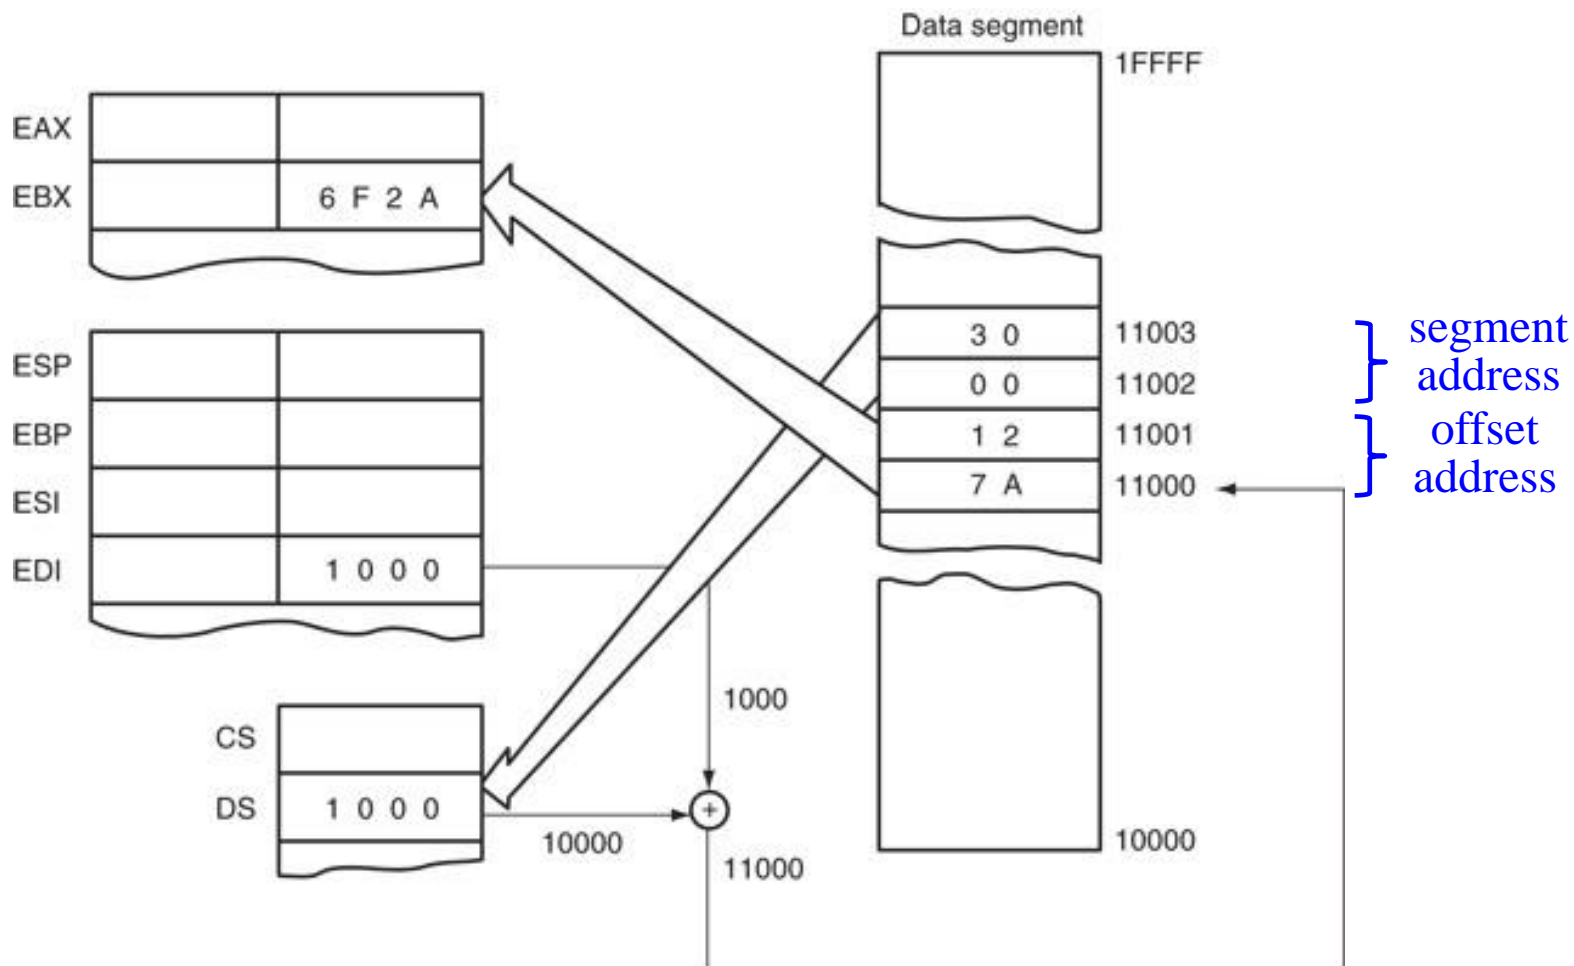 Data segment
1FFFF
EAX
EBX
6 F 2 A
3 0
11003
segment
address
0 0
11002
1 2
11001
offset
address
7 A
11000
ESP
EBP
ESI
EDI
1 0 0 0
1000
CS
DS
1 0 0 0
10000
+
11000
10000